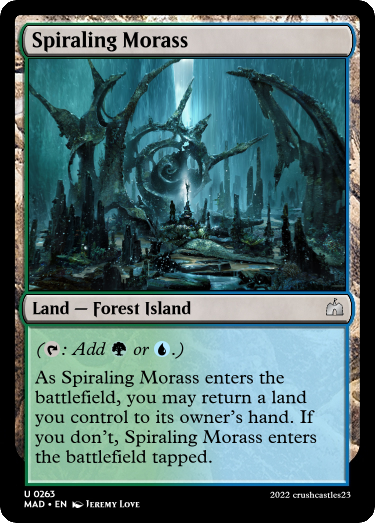 Spiraling Morass
Land — Forest Island
(: Add or .)
As Spiraling Morass enters the
battlefield, you may return a land
you control to its owner's hand. If
you don't, Spiraling Morass enters
the battlefield tapped.
U 0263
MAD • EN Jeremy Love
2022 crushcastles23